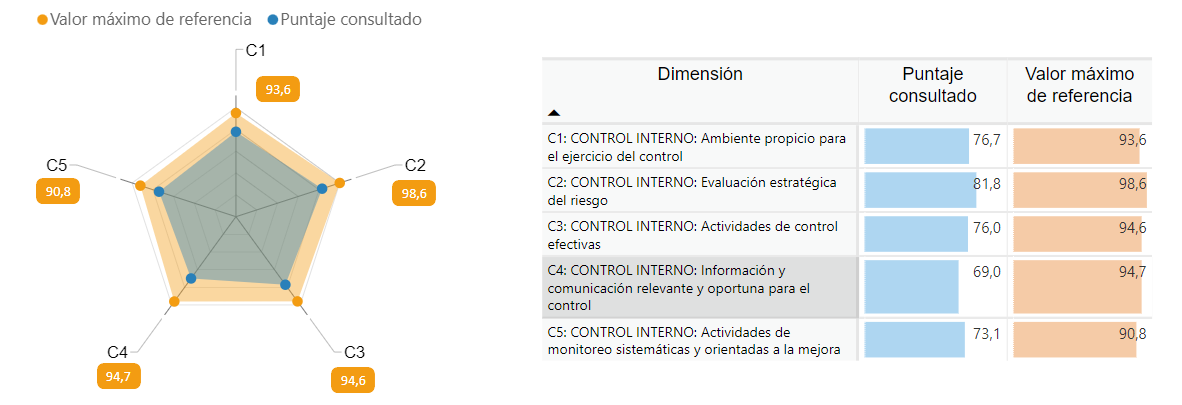 Valor máximo de referencia
Puntaje consultado
C1
93,6
C5
90,8
C2
98,6
C4
94,7
C3
94,6
Dimensión
Puntaje
consultado
Valor máximo
de referencia
C1: CONTROL INTERNO: Ambiente propicio para
el ejercicio del control
76,7
93,6
C2: CONTROL INTERNO: Evaluación estratégica
del riesgo
81,8
98,6
C3: CONTROL INTERNO: Actividades de control
efectivas
76,0
94,6
C4: CONTROL INTERNO: Información y
comunicación relevante y oportuna para el
control
69,0
94,7
C5: CONTROL INTERNO: Actividades de
monitoreo sistemáticas y orientadas a la mejora
73,1
90,8